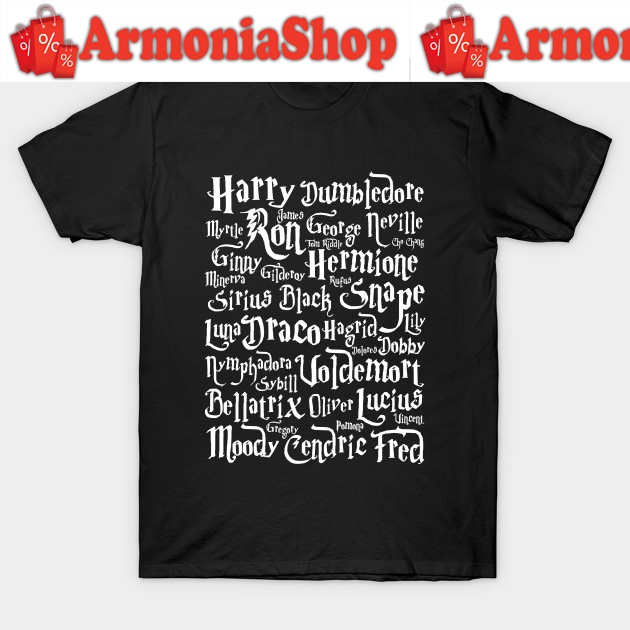 % % % ArmoniaShop % % % Armon
Harry Dumbledore
James
Myrtle Ron George Neville
Tom Riddle Cho Chang
Ginny Gilderoy Hermione
Minerva Rufus
Sirius Black Snape
Luna Draco Hagrid Lily
Dolores Dobby
Nymphadora Voldemort
Sybill
Bellatrix Oliver Lucius
Gregory Pomona Vincent
Moody Cendric Fred